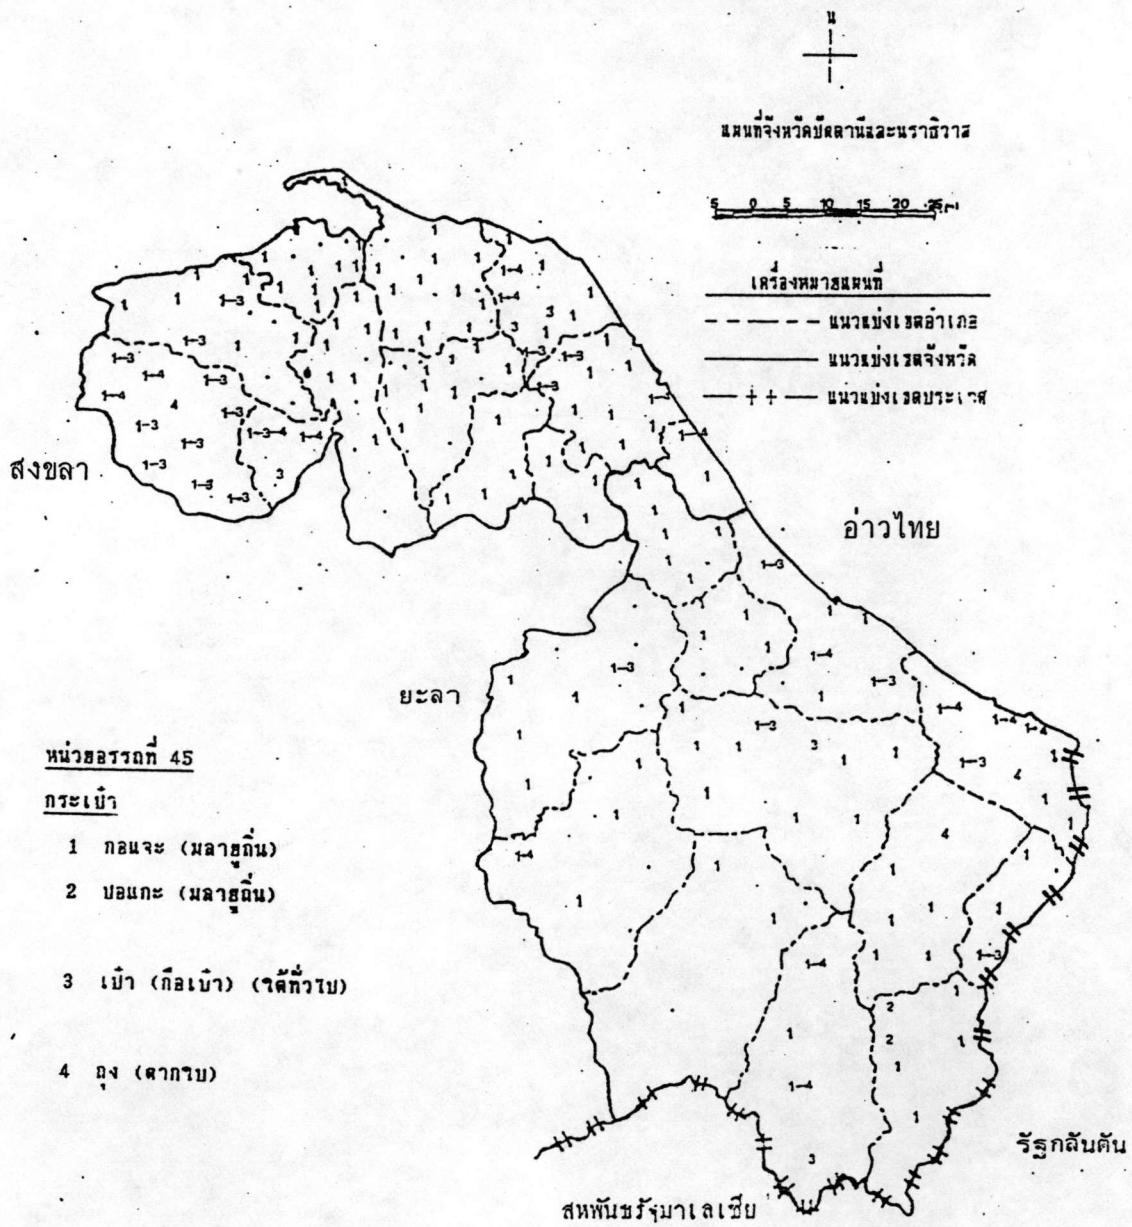 น
แผนที่จังหวัดปัตตานีและนราธิวาส
5 0 5 10 15 20 25
เครื่องหมายแผนที่
แนวแบ่งเขตอำเภอ
แนวแบ่งเขตจังหวัด
แนวแบ่งเขตประเทศ
สงขลา
อ่าวไทย
ยะลา
หน่วยอรรถที่ 45
กระเป๋า
1 กอแจะ (มลายูถิ่น)
2 ปอแกะ (มลายูถิ่น)
3 เป๋า (กือเป๋า) (ใต้ทั่วไป)
4 ถุง (ตากใบ)
รัฐกลันตัน
สหพันธรัฐมาเลเซีย